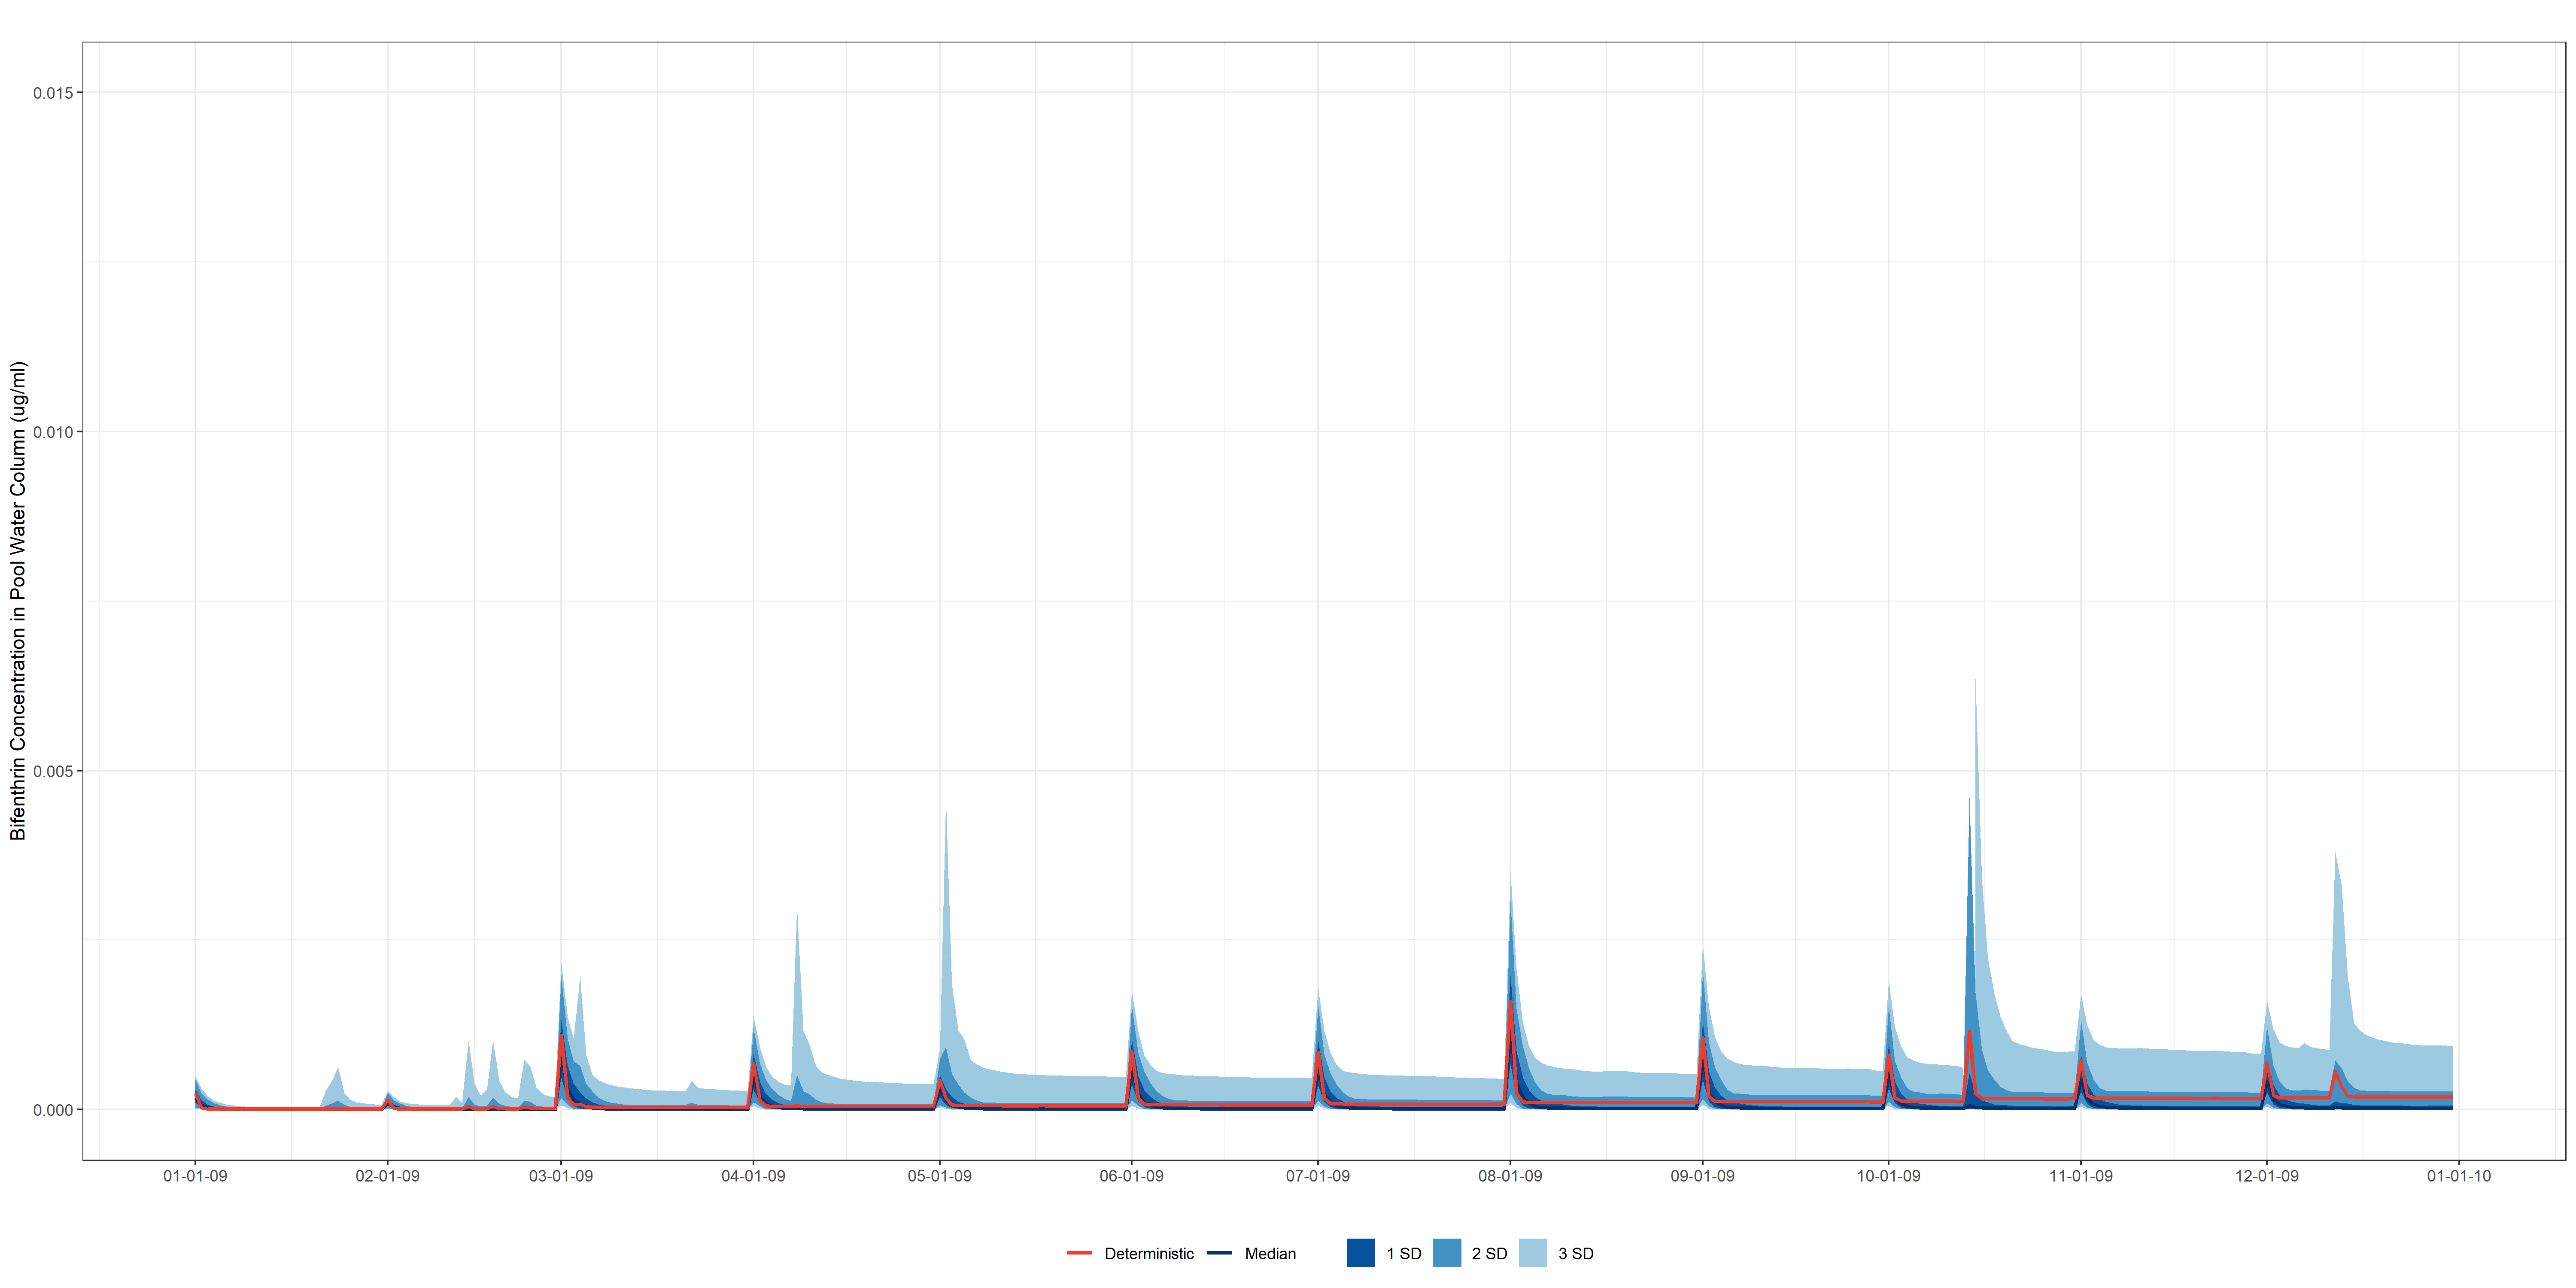 Bifenthrin Concentration in Pool Water Column (ug/ml)
0.015
0.010
0.005
0.000
01-01-09 02-01-09 03-01-09 04-01-09 05-01-09 06-01-09 07-01-09 08-01-09 09-01-09 10-01-09 11-01-09 12-01-09 01-01-10
Deterministic Median 1 SD 2 SD 3 SD